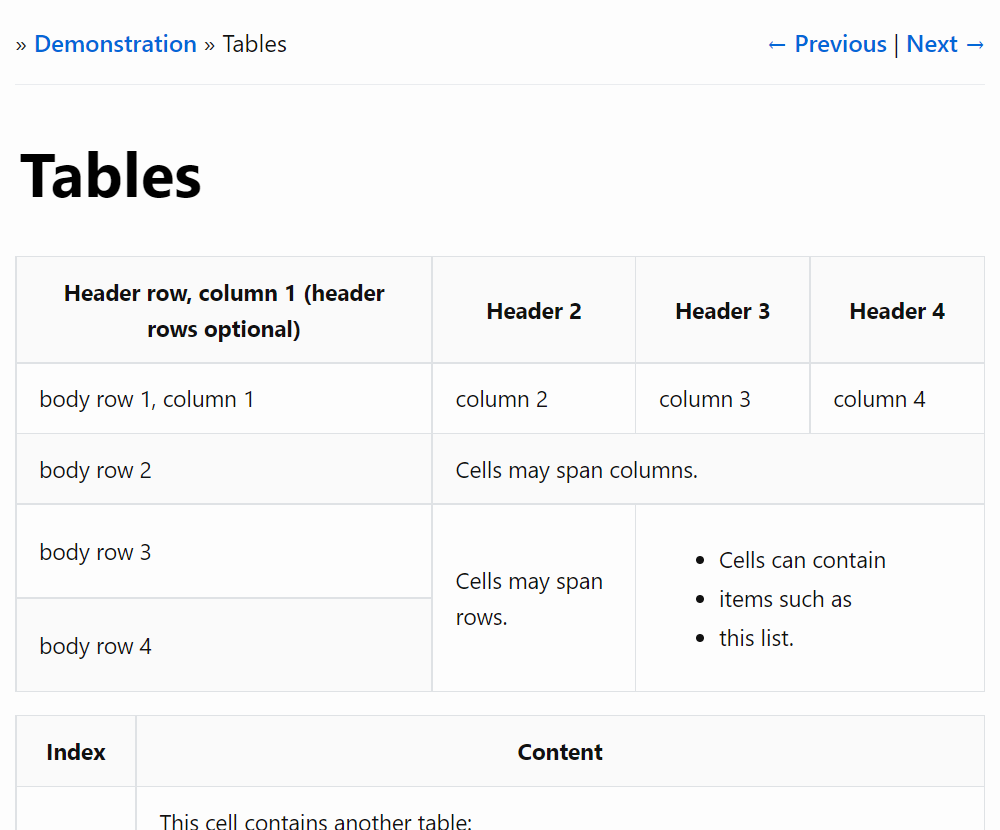 » Demonstration » Tables
← Previous | Next →
Tables
Header row, column 1 (header
rows optional)
Header 2
Header 3
Header 4
body row 1, column 1
column 2
column 3
column 4
body row 2
Cells may span columns.
body row 3
Cells may span
rows.
• Cells can contain
• items such as
• this list.
body row 4
Index
Content
This cell contains another table: